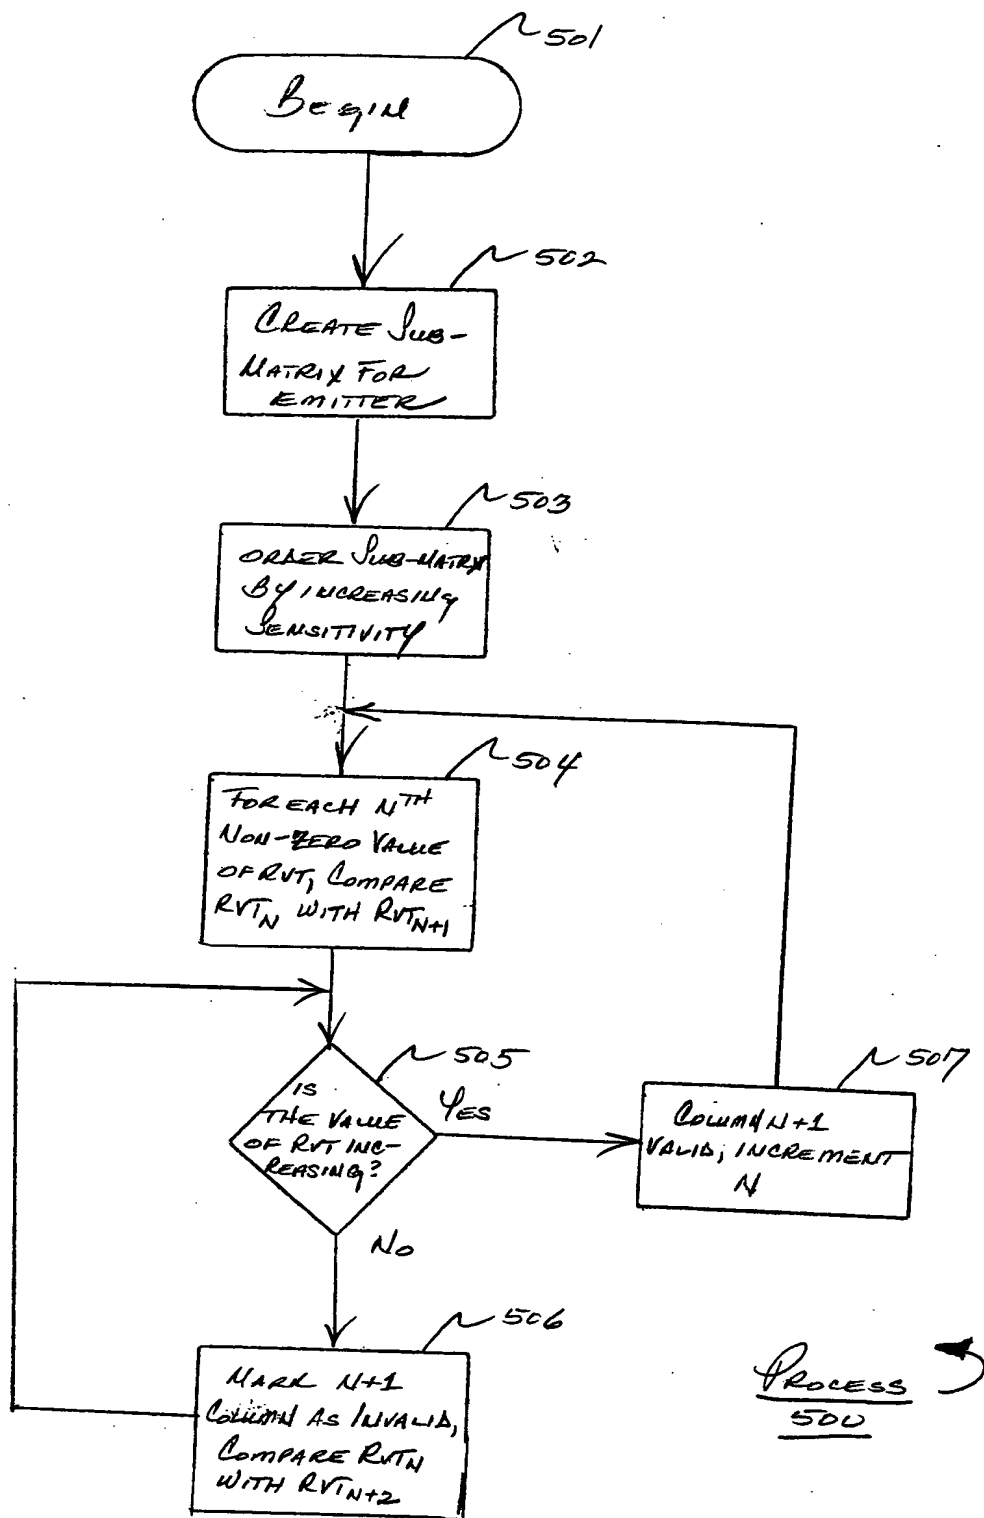 501
BEGIN
502
CREATE SUB-
MATRIX FOR
EMITTER
503
ORDER SUB-MATRIX
BY INCREASING
SENSITIVITY
504
FOR EACH NTH
NON-ZERO VALUE
OF RVT, COMPARE
RVTN WITH RVTN+1
505
IS
THE VALUE
OF RVT INC-
REASING?
YES
507
COLUMN N+1
VALID; INCREMENT
N
NO
506
MARK N+1
COLUMN AS INVALID,
COMPARE RVTN
WITH RVTN+2
PROCESS
500